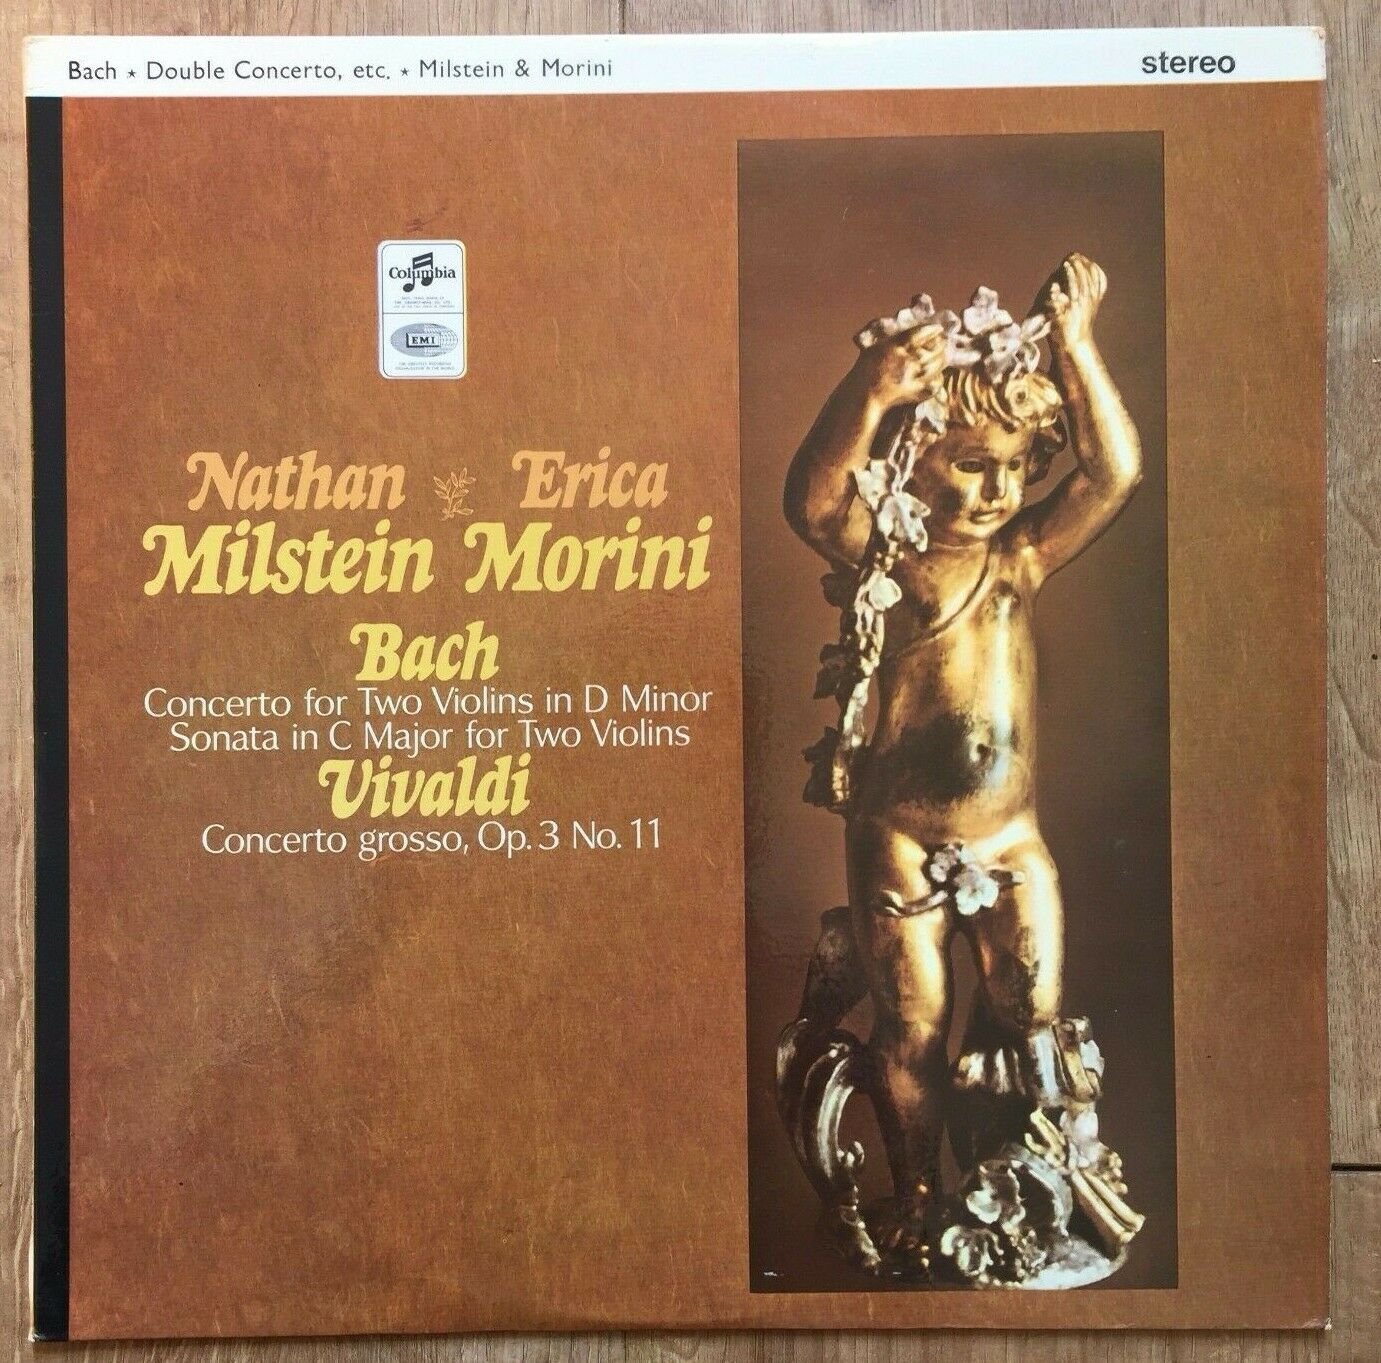 Bach ★ Double Concerto, etc. ★ Milstein & Morini
stereo
Columbia
EMI
Nathan Erica
Milstein Morini
Bach
Concerto for Two Violins in D Minor
Sonata in C Major for Two Violins
Vivaldi
Concerto grosso, Op. 3 No. 11